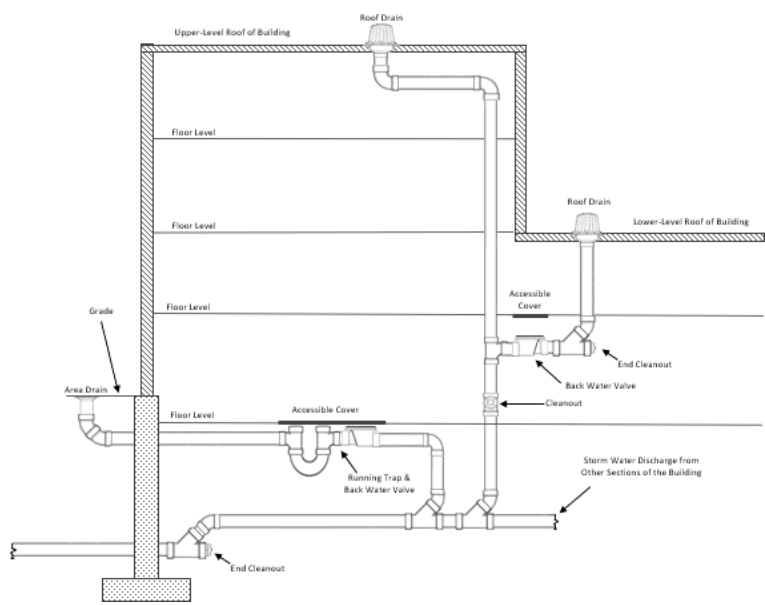 Roof Drain
Upper-Level Roof of Building
Floor Level
Roof Drain
Lower-Level Roof of Building
Floor Level
Accessible
Cover
Floor Level
Grade
End Cleanout
Back Water Valve
Area Drain
Cleanout
Accessible Cover
Floor Level
Storm Water Discharge from
Other Sections of the Building
Running Trap &
Back Water Valve
End Cleanout